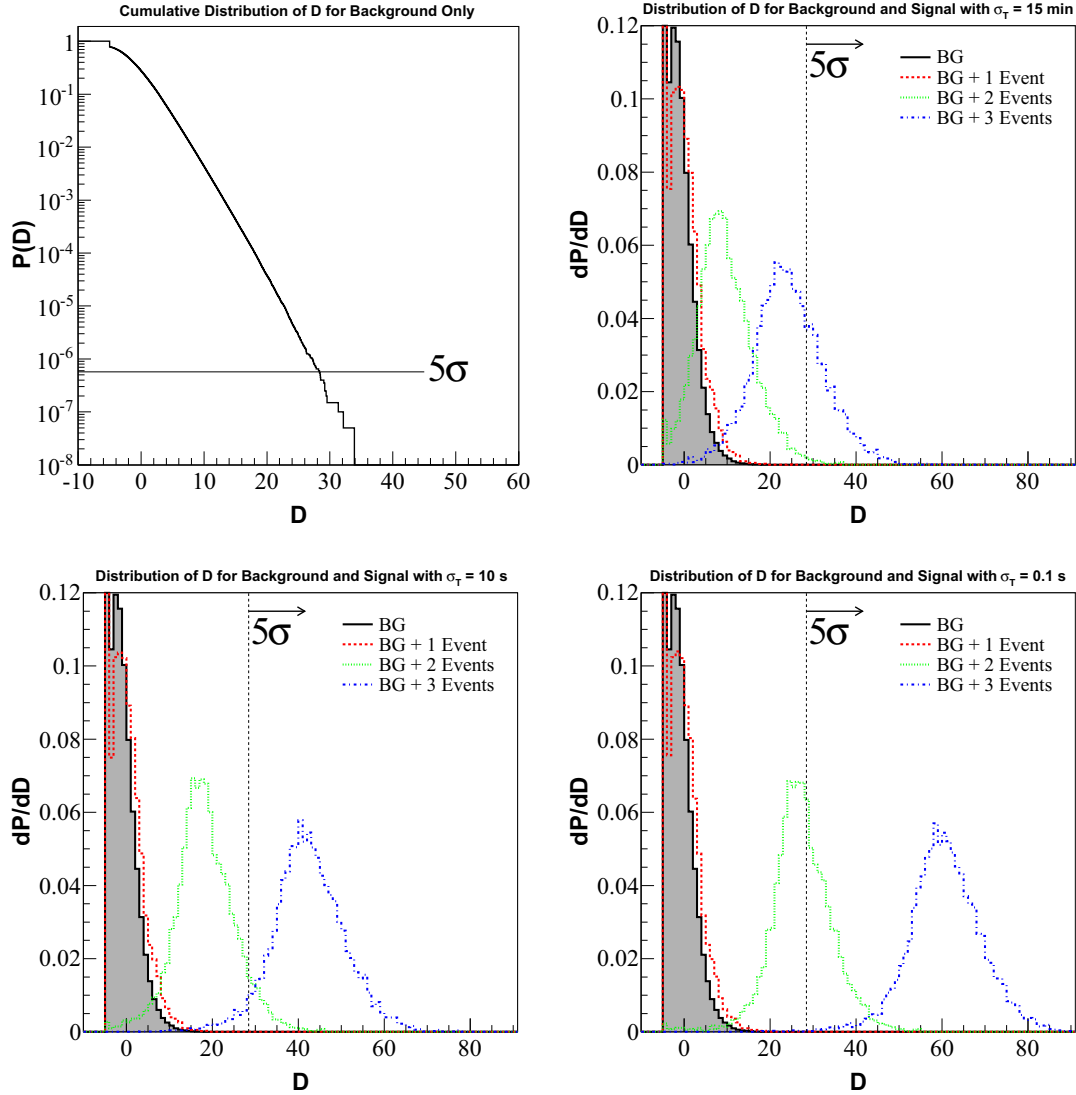 Cumulative Distribution of D for Background Only
P(D)
1
10⁻¹
10⁻²
10⁻³
10⁻⁴
10⁻⁵
10⁻⁶
10⁻⁷
10⁻⁸
5σ
-10 0 10 20 30 40 50 60
D
Distribution of D for Background and Signal with σ_T = 15 min
dP/dD
0.12
0.1
0.08
0.06
0.04
0.02
0
5σ
BG
BG + 1 Event
BG + 2 Events
BG + 3 Events
0 20 40 60 80
D
Distribution of D for Background and Signal with σ_T = 10 s
dP/dD
0.12
0.1
0.08
0.06
0.04
0.02
0
5σ
BG
BG + 1 Event
BG + 2 Events
BG + 3 Events
0 20 40 60 80
D
Distribution of D for Background and Signal with σ_T = 0.1 s
dP/dD
0.12
0.1
0.08
0.06
0.04
0.02
0
5σ
BG
BG + 1 Event
BG + 2 Events
BG + 3 Events
0 20 40 60 80
D